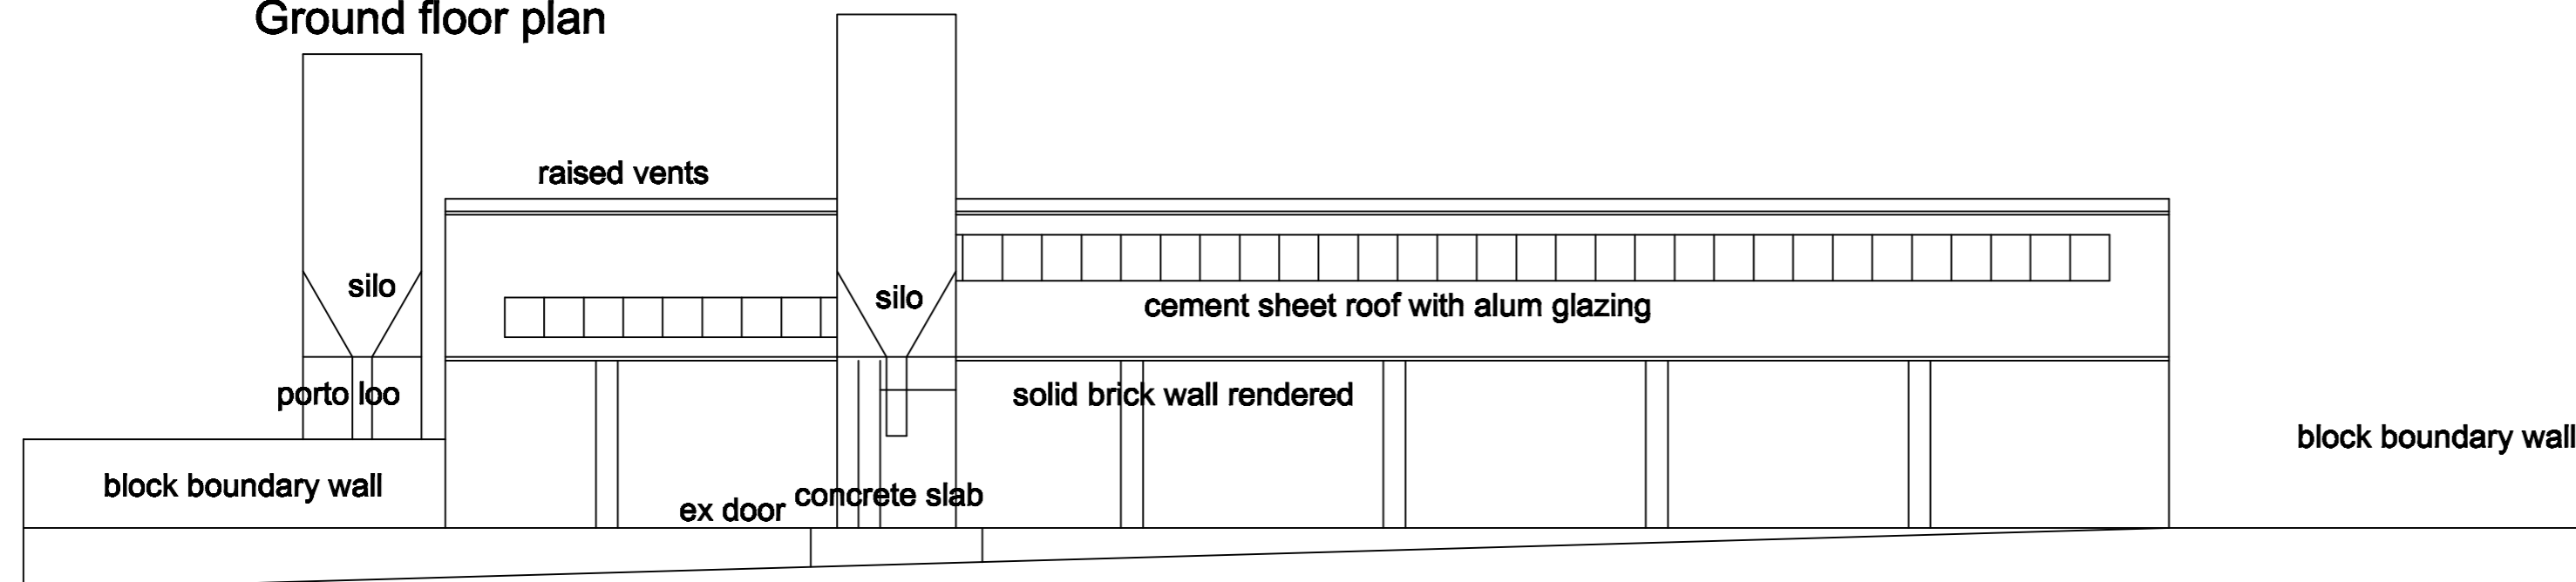 Ground floor plan
raised vents
silo
silo
cement sheet roof with alum glazing
porto loo
solid brick wall rendered
block boundary wall
block boundary wall
concrete slab
ex door